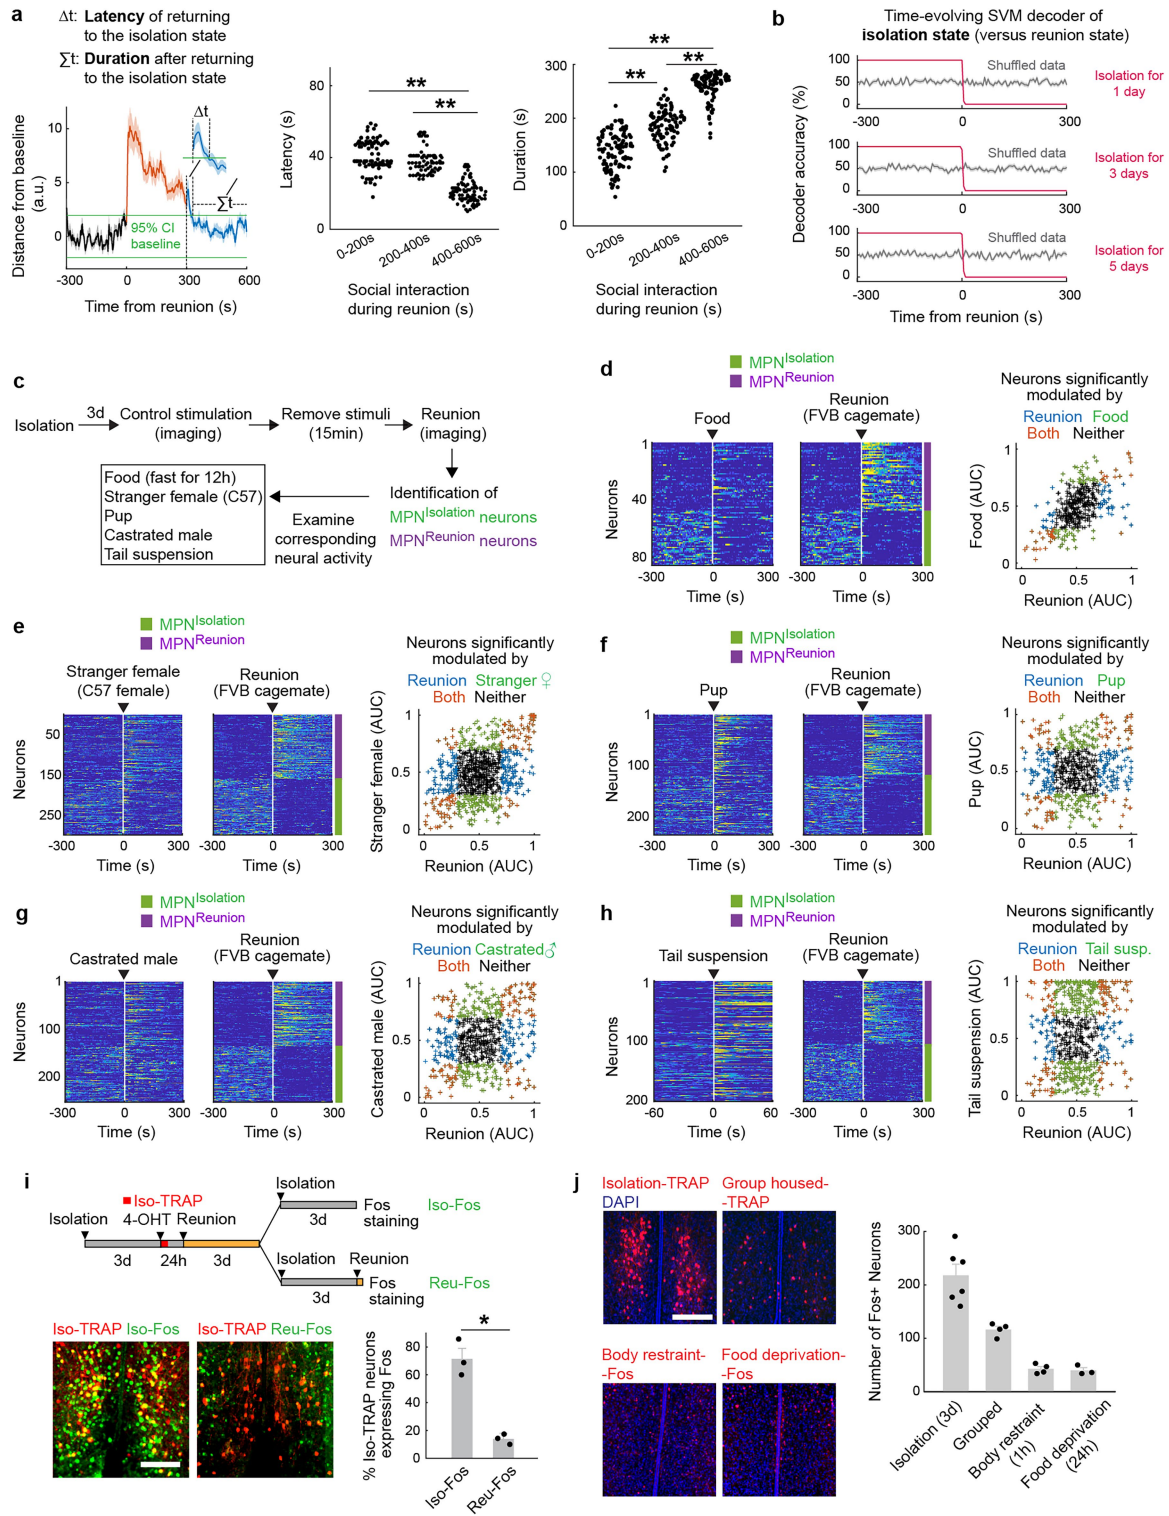 a
Δt: Latency of returning
to the isolation state
∑t: Duration after returning
to the isolation state
Distance from baseline
(a.u.)
10
5
0
Δt
∑t
95% CI
baseline
-300
0
300
600
Time from reunion (s)
Latency (s)
80
40
0
**
**
0-200s
200-400s
400-600s
Social interaction
during reunion (s)
Duration (s)
300
200
100
0
**
**
**
0-200s
200-400s
400-600s
Social interaction
during reunion (s)
b
Time-evolving SVM decoder of
isolation state (versus reunion state)
Decoder accuracy (%)
100
50
0
Shuffled data
Isolation for
1 day
-300
0
300
100
50
0
Shuffled data
Isolation for
3 days
-300
0
300
100
50
0
Shuffled data
Isolation for
5 days
-300
0
300
Time from reunion (s)
c
Isolation
3d
Control stimulation
(imaging)
Remove stimuli
(15min)
Reunion
(imaging)
Identification of
MPNIsolation neurons
MPNReunion neurons
Examine
corresponding
neural activity
Food (fast for 12h)
Stranger female (C57)
Pup
Castrated male
Tail suspension
d
MPNIsolation
MPNReunion
Food
Reunion
(FVB cagemate)
Neurons
1
40
80
-300
0
300
Time (s)
-300
0
300
Time (s)
Neurons significantly
modulated by
Reunion Food
Both Neither
Food (AUC)
1
0.5
0
0
0.5
1
Reunion (AUC)
e
MPNIsolation
MPNReunion
Stranger female
(C57 female)
Reunion
(FVB cagemate)
Neurons
50
150
250
-300
0
300
Time (s)
-300
0
300
Time (s)
Neurons significantly
modulated by
Reunion Stranger ♀
Both Neither
Stranger female (AUC)
1
0.5
0
0
0.5
1
Reunion (AUC)
f
MPNIsolation
MPNReunion
Pup
Reunion
(FVB cagemate)
Neurons
1
100
200
-300
0
300
Time (s)
-300
0
300
Time (s)
Neurons significantly
modulated by
Reunion Pup
Both Neither
Pup (AUC)
1
0.5
0
0
0.5
1
Reunion (AUC)
g
MPNIsolation
MPNReunion
Castrated male
Reunion
(FVB cagemate)
Neurons
1
100
200
-300
0
300
Time (s)
-300
0
300
Time (s)
Neurons significantly
modulated by
Reunion Castrated♂
Both Neither
Castrated male (AUC)
1
0.5
0
0
0.5
1
Reunion (AUC)
h
MPNIsolation
MPNReunion
Tail suspension
Reunion
(FVB cagemate)
Neurons
1
100
200
-60
0
60
Time (s)
-300
0
300
Time (s)
Neurons significantly
modulated by
Reunion Tail susp.
Both Neither
Tail suspension (AUC)
1
0.5
0
0
0.5
1
Reunion (AUC)
i
Iso-TRAP
Isolation
4-OHT
Reunion
3d
24h
3d
Isolation
3d
Fos
staining
Iso-Fos
Isolation
Reunion
3d
Fos
staining
Reu-Fos
Iso-TRAP Iso-Fos
Iso-TRAP Reu-Fos
% Iso-TRAP neurons
expressing Fos
80
60
40
20
0
*
Iso-Fos
Reu-Fos
j
Isolation-TRAP
DAPI
Group housed-
-TRAP
Body restraint-
-Fos
Food deprivation-
-Fos
Number of Fos+ Neurons
300
200
100
0
Isolation (3d)
Grouped
Body restraint
(1h)
Food deprivation
(24h)